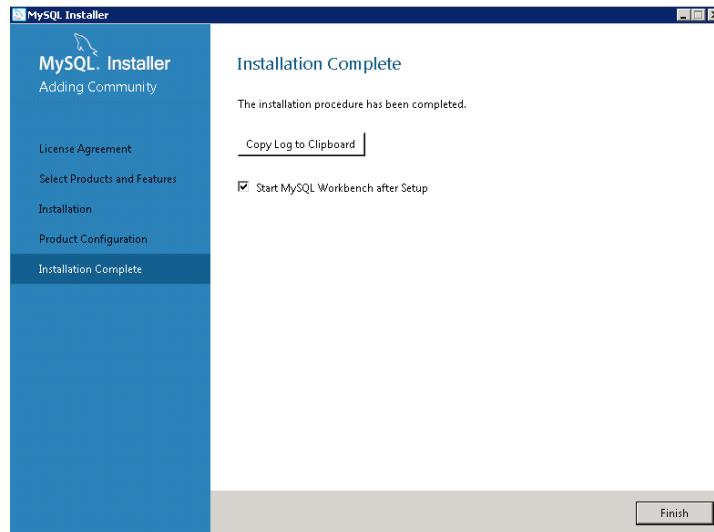 MySQL Installer
MySQL. Installer
Adding Community
License Agreement
Select Products and Features
Installation
Product Configuration
Installation Complete
Installation Complete
The installation procedure has been completed.
Copy Log to Clipboard
Start MySQL Workbench after Setup
Finish